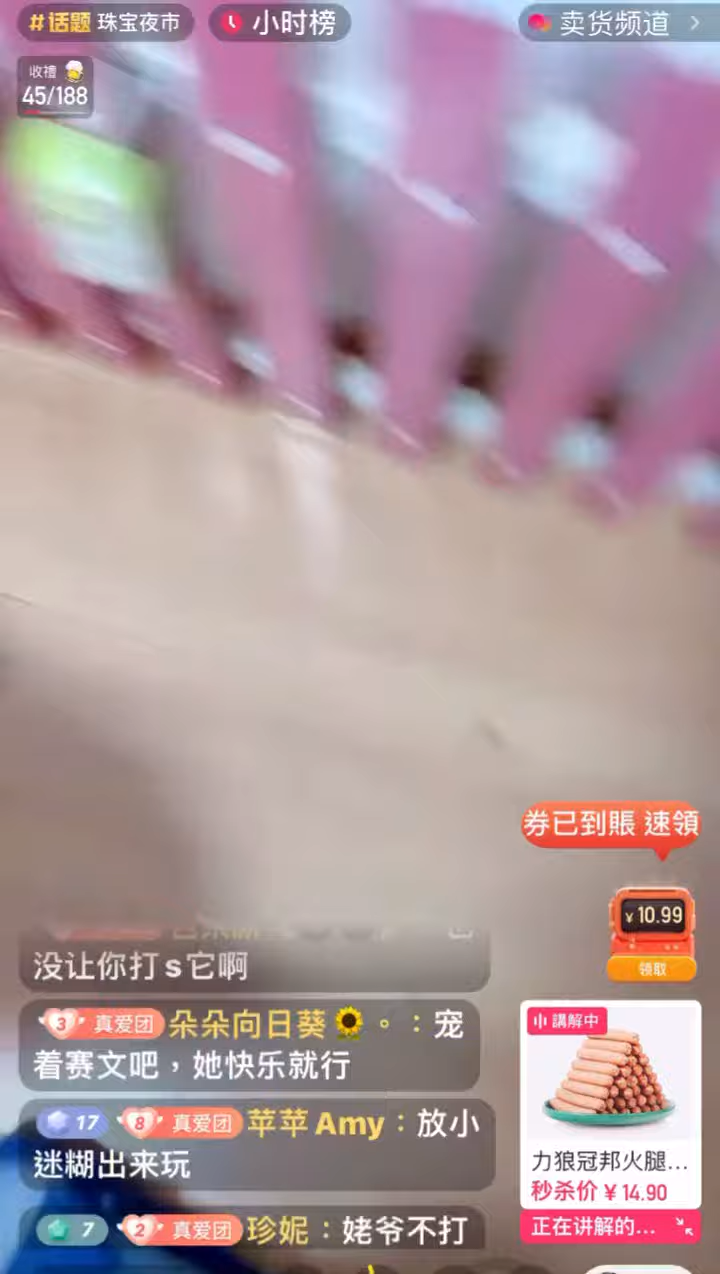 #话题 珠宝夜市
小时榜
卖货频道
收禮
45/188
券已到賬 速領
¥10.99
领取
没让你打s它啊
3 真爱团 朵朵向日葵🌻。：宠
着赛文吧，她快乐就行
17 8 真爱团 苹苹Amy：放小
迷糊出来玩
7 2 真爱团 珍妮：姥爷不打
講解中
力狼冠邦火腿...
秒杀价¥14.90
正在讲解的...